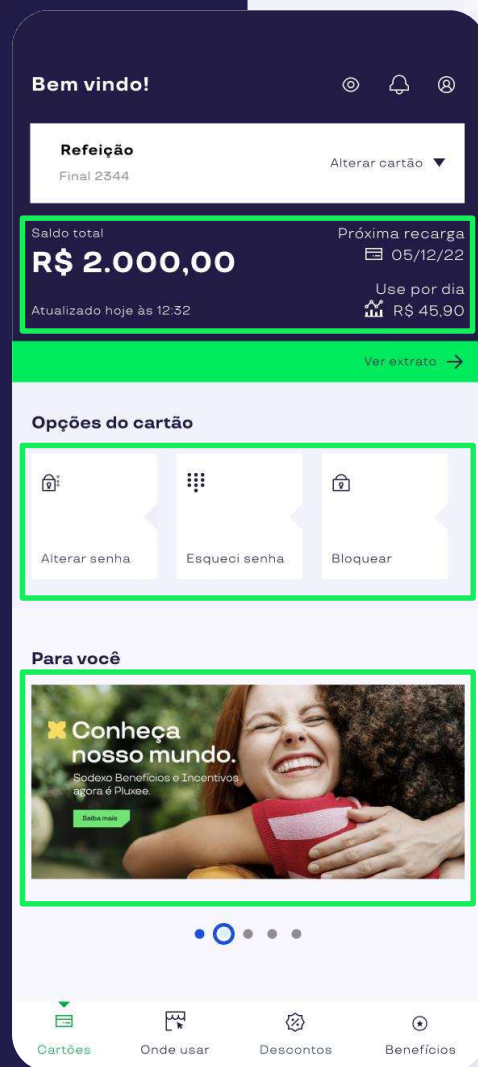 Bem vindo!
Refeição
Final 2344
Alterar cartão
Saldo total
R$ 2.000,00
Atualizado hoje às 12:32
Próxima recarga
05/12/22
Use por dia
R$ 45,90
Ver extrato
Opções do cartão
Alterar senha
Esqueci senha
Bloquear
Para você
Conheça
nosso mundo.
Sodexo Benefícios e Incentivos
agora é Pluxee.
Saiba mais
Cartões
Onde usar
Descontos
Benefícios